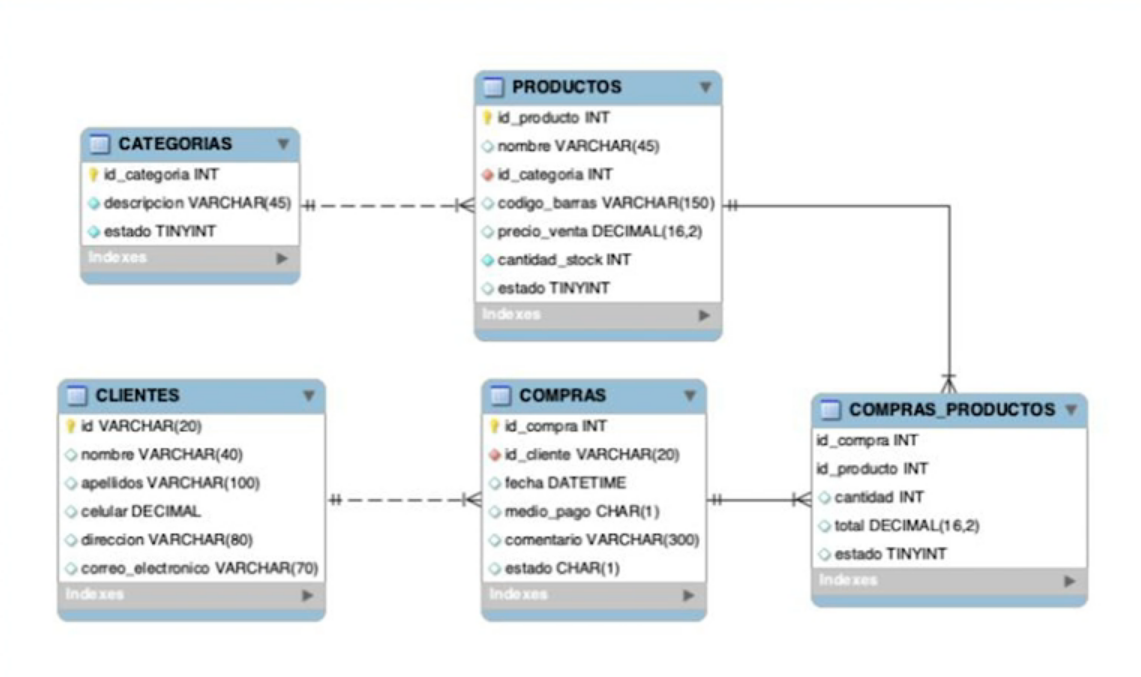 PRODUCTOS
id_producto INT
nombre VARCHAR(45)
id_categoria INT
codigo_barras VARCHAR(150)
precio_venta DECIMAL(16,2)
cantidad_stock INT
estado TINYINT
Indexes
CATEGORIAS
id_categoria INT
descripcion VARCHAR(45)
estado TINYINT
Indexes
CLIENTES
id VARCHAR(20)
nombre VARCHAR(40)
apellidos VARCHAR(100)
celular DECIMAL
direccion VARCHAR(80)
correo_electronico VARCHAR(70)
Indexes
COMPRAS
id_compra INT
id_cliente VARCHAR(20)
fecha DATETIME
medio_pago CHAR(1)
comentario VARCHAR(300)
estado CHAR(1)
Indexes
COMPRAS_PRODUCTOS
id_compra INT
id_producto INT
cantidad INT
total DECIMAL(16,2)
estado TINYINT
Indexes